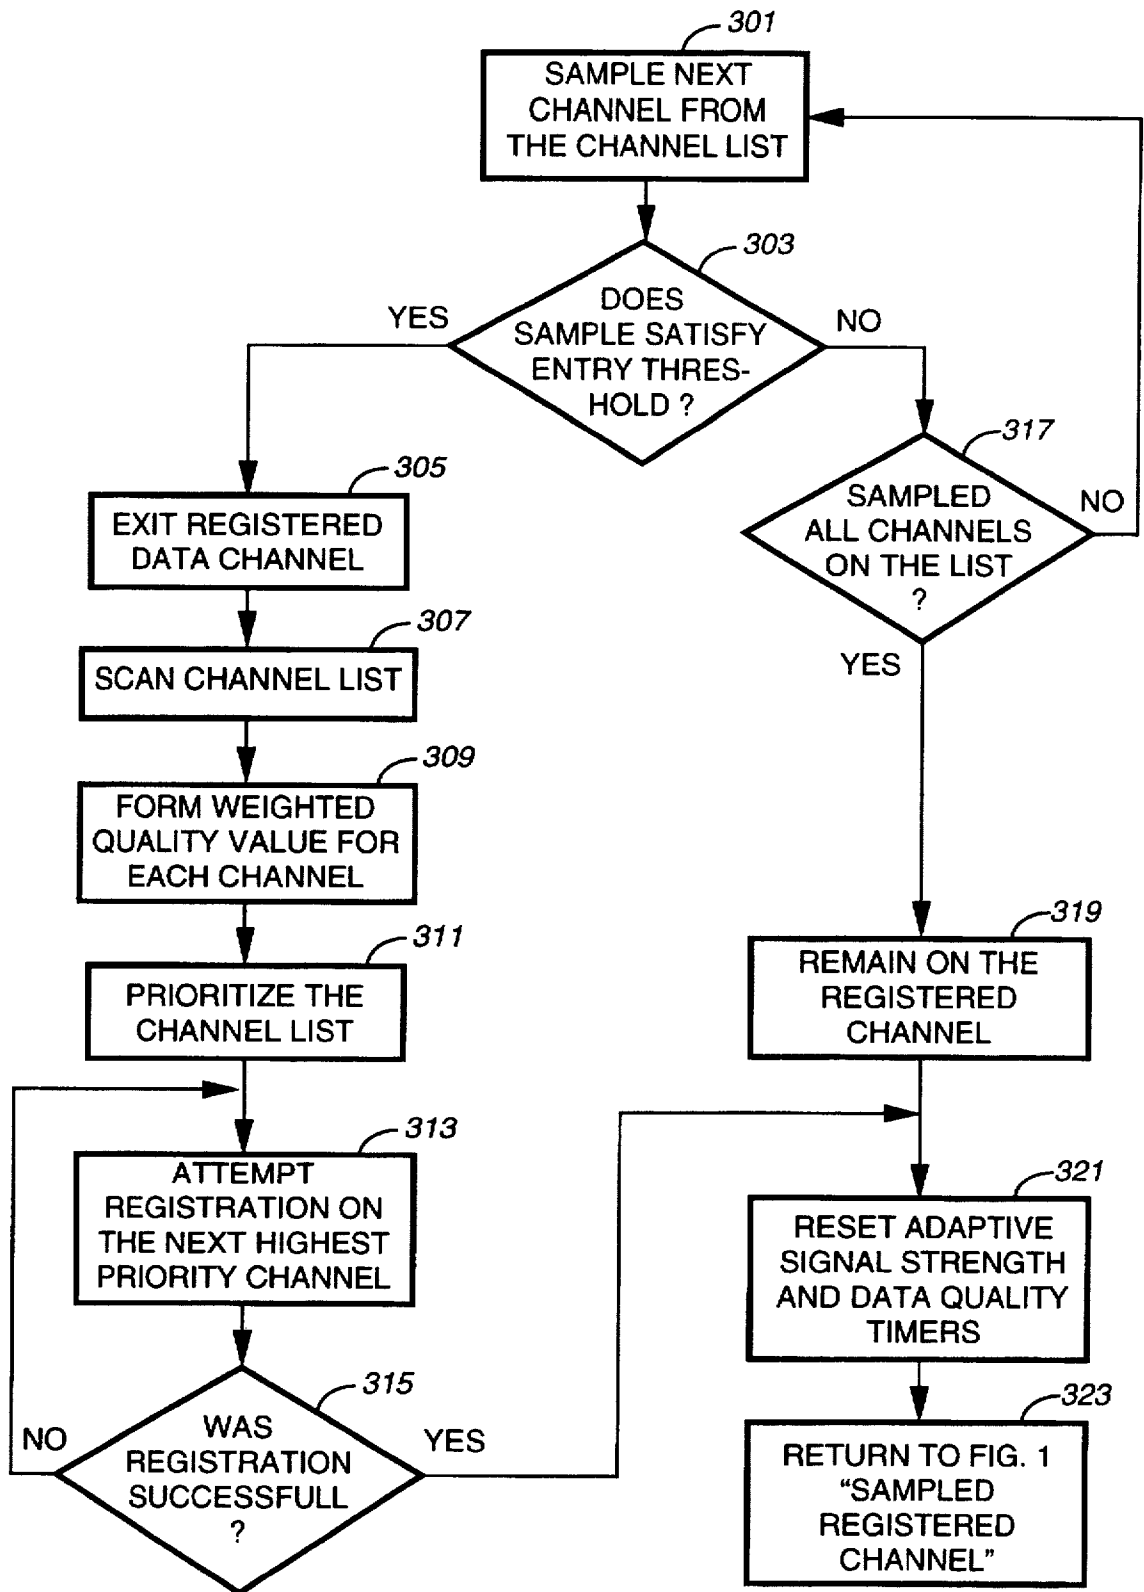 301
SAMPLE NEXT
CHANNEL FROM
THE CHANNEL LIST
303
DOES
SAMPLE SATISFY
ENTRY THRES-
HOLD ?
YES
NO
317
SAMPLED
ALL CHANNELS
ON THE LIST
?
NO
YES
305
EXIT REGISTERED
DATA CHANNEL
307
SCAN CHANNEL LIST
309
FORM WEIGHTED
QUALITY VALUE FOR
EACH CHANNEL
311
PRIORITIZE THE
CHANNEL LIST
313
ATTEMPT
REGISTRATION ON
THE NEXT HIGHEST
PRIORITY CHANNEL
315
WAS
REGISTRATION
SUCCESSFULL
?
NO
YES
319
REMAIN ON THE
REGISTERED
CHANNEL
321
RESET ADAPTIVE
SIGNAL STRENGTH
AND DATA QUALITY
TIMERS
323
RETURN TO FIG. 1
“SAMPLED
REGISTERED
CHANNEL”